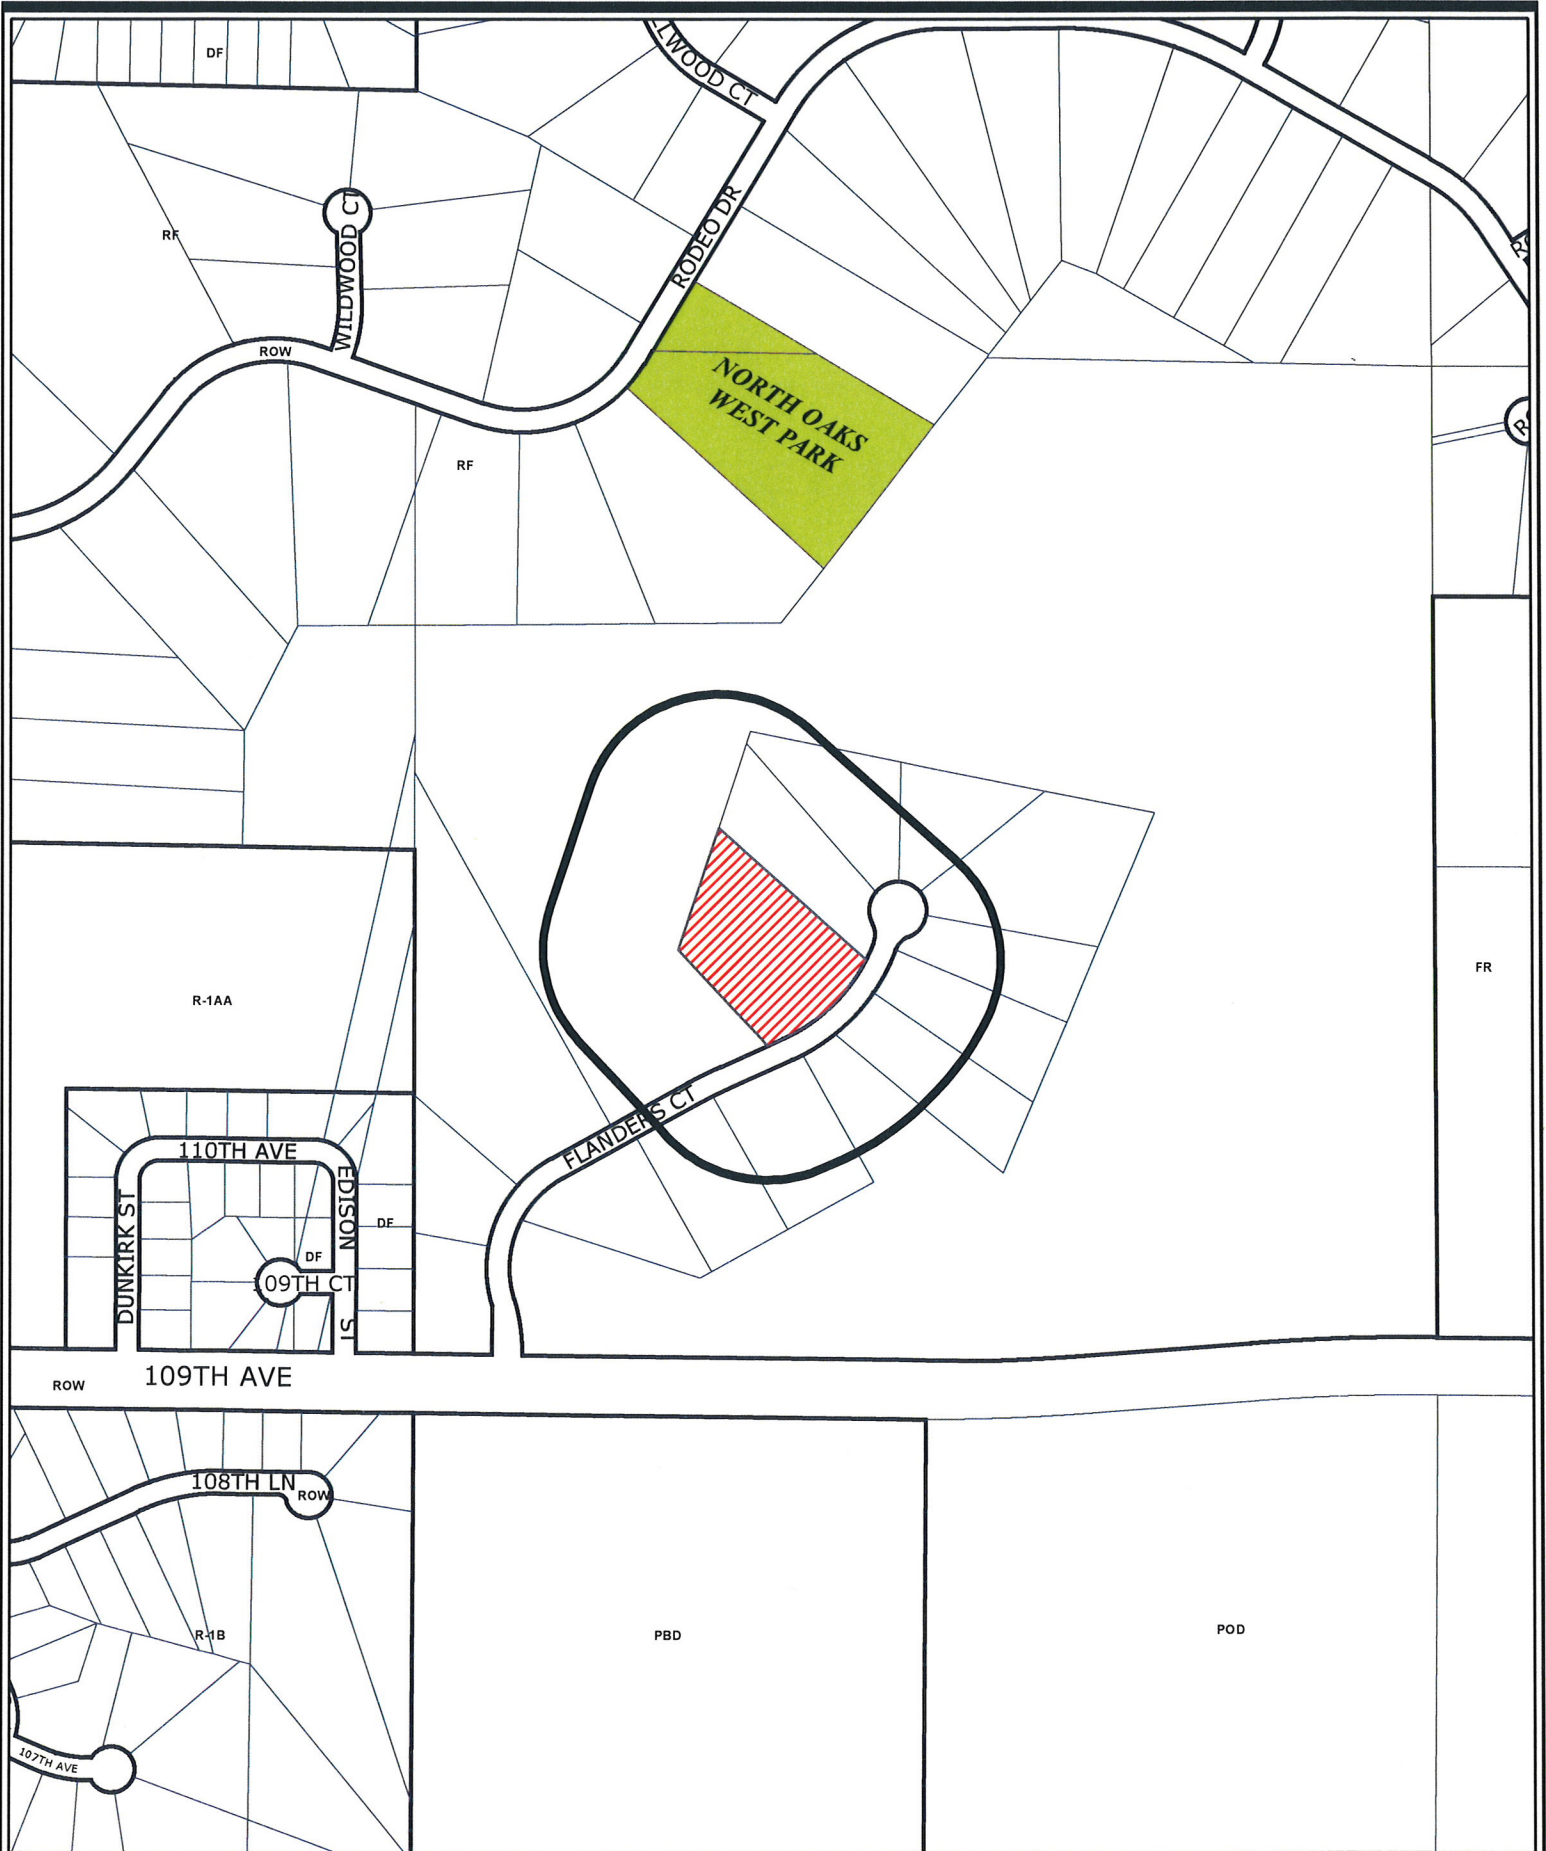 DF
LWOOD CT
RF
WILDWOOD CT
RODEO DR
ROW
NORTH OAKS
WEST PARK
RF
R-1AA
FR
FLANDERS CT
110TH AVE
EDISON
ST
DUNKIRK ST
DF
DF
109TH CT
109TH AVE
ROW
108TH LN
ROW
R-1B
PBD
POD
107TH AVE